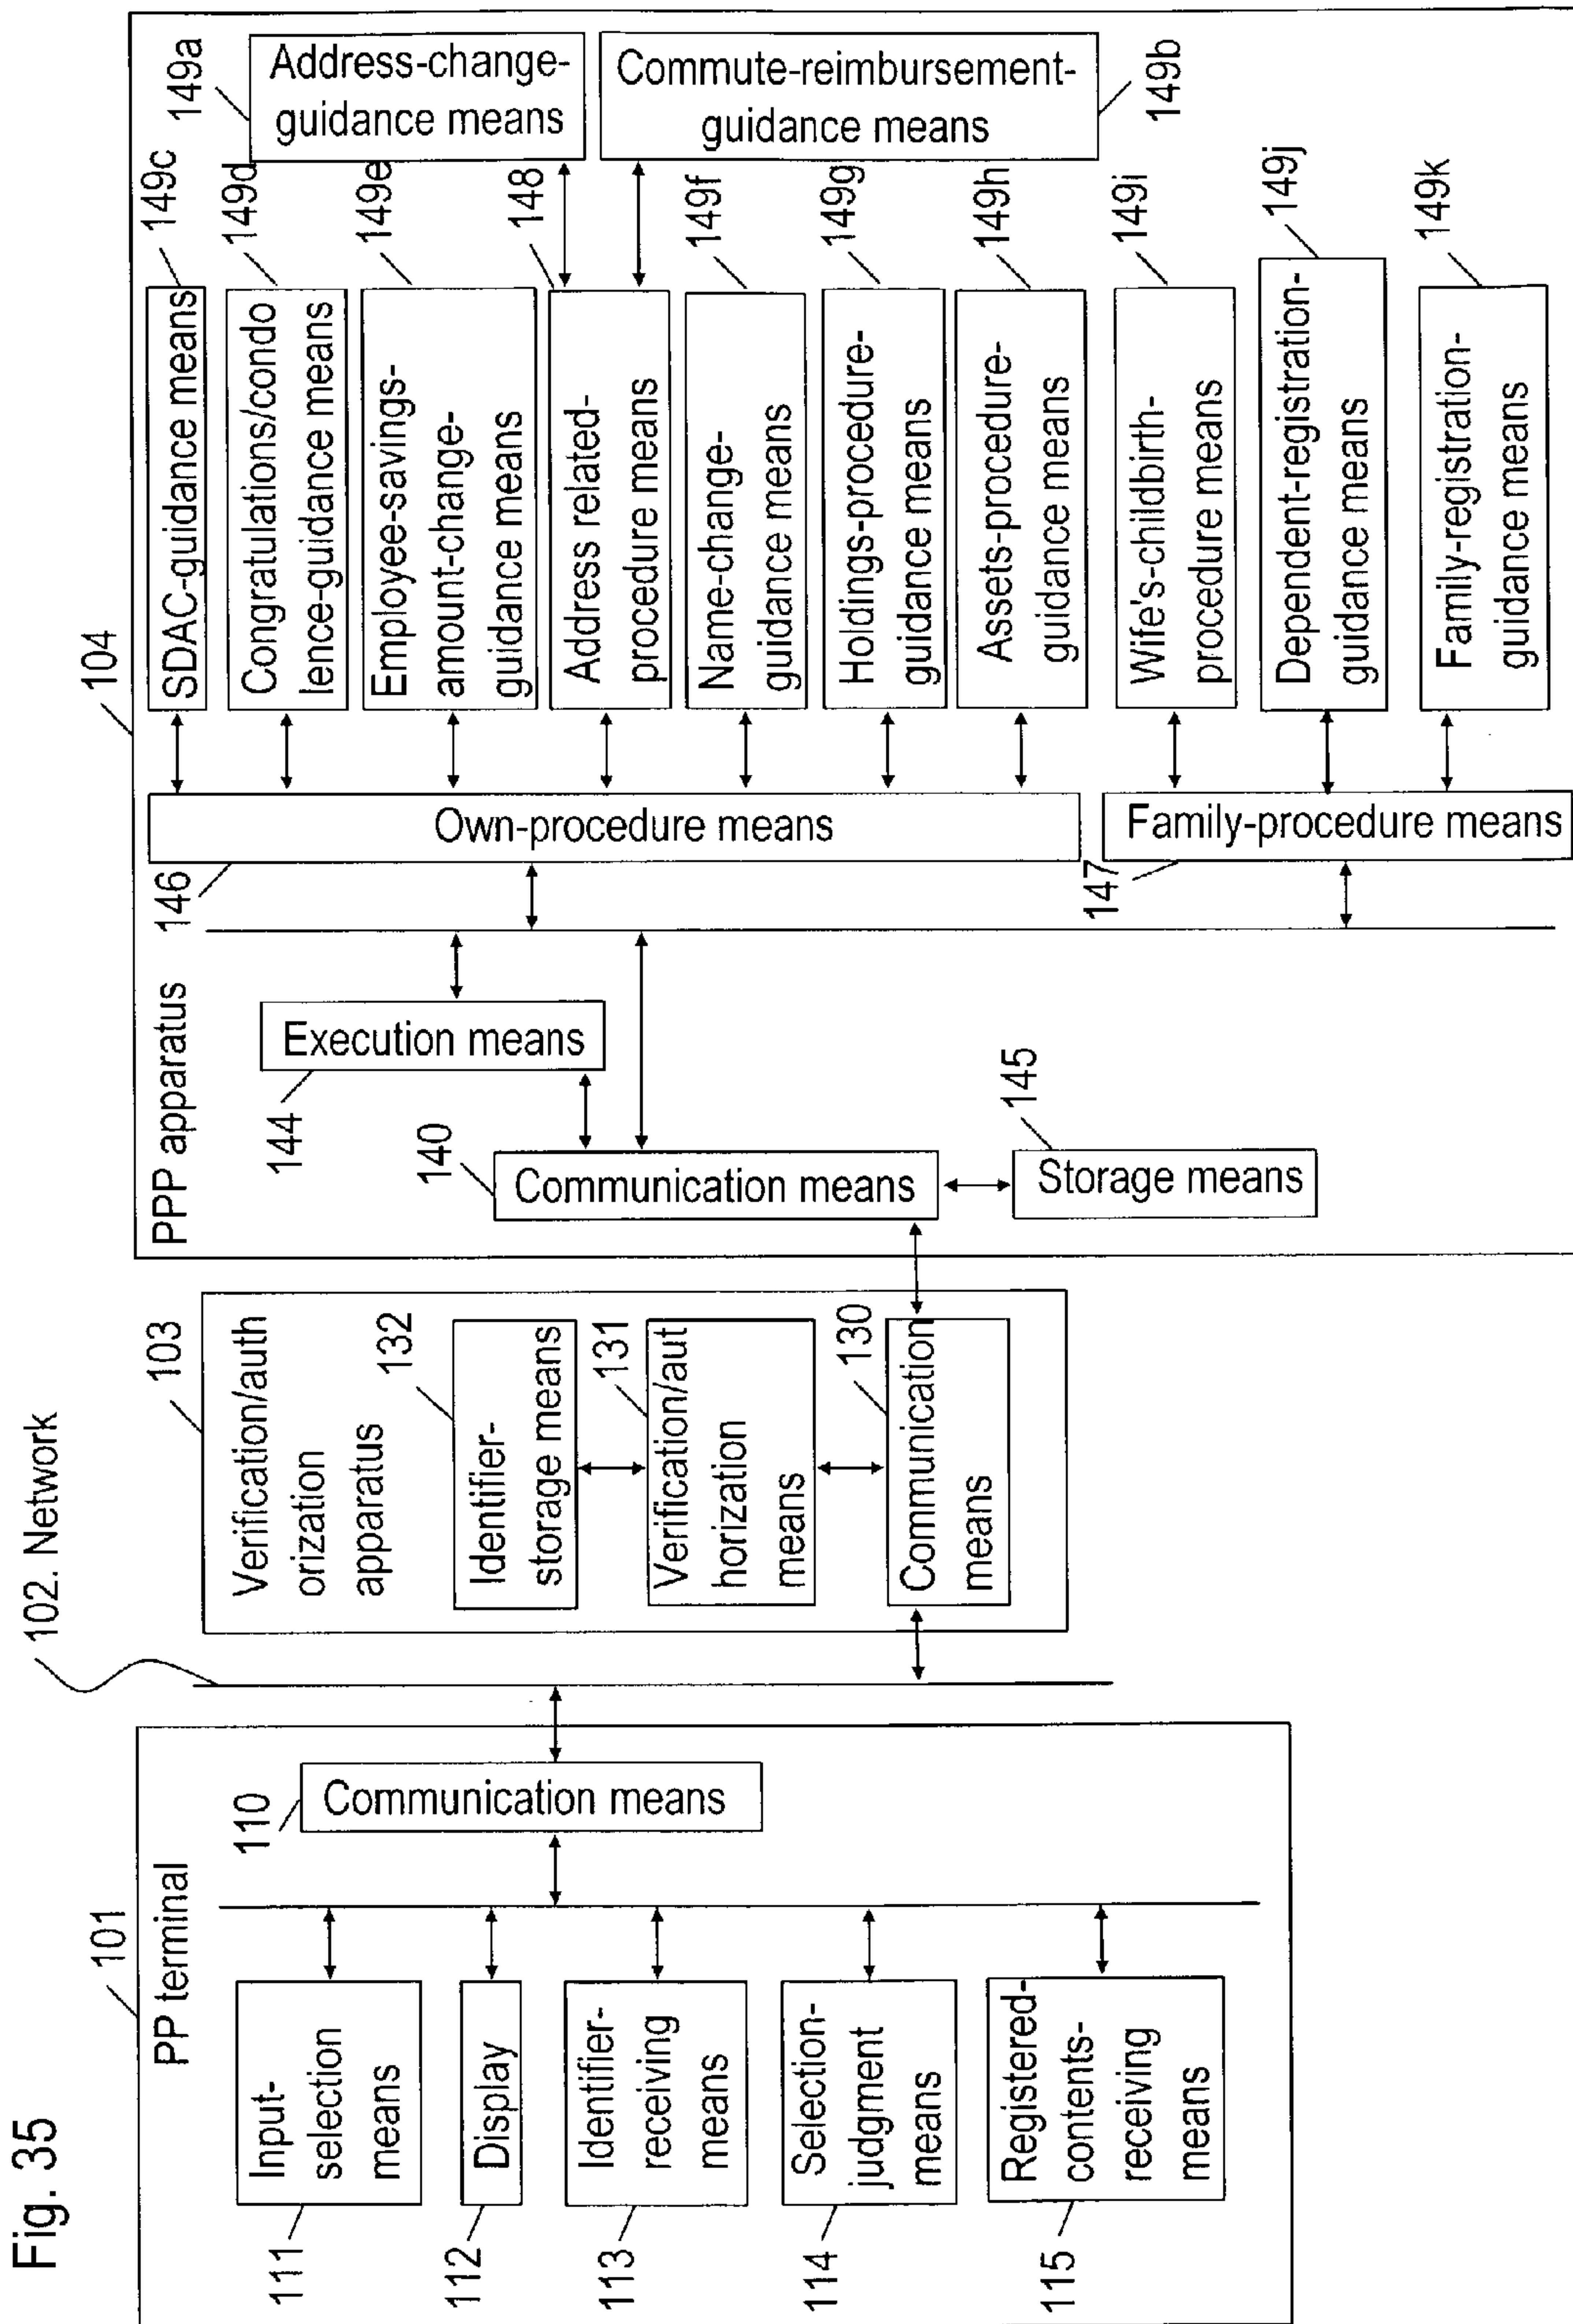 Fig. 35
101
PP terminal
111
Input-
selection
means
112
Display
113
Identifier-
receiving
means
114
Selection-
judgment
means
115
Registered-
contents-
receiving
means
110
Communication means
102. Network
103
Verification/auth
orization
apparatus
132
Identifier-
storage means
131
Verification/aut
horization
means
130
Communication
means
104
PPP apparatus
144
Execution means
140
Communication means
145
Storage means
146
Own-procedure means
147
Family-procedure means
149c
SDAC-guidance means
149d
Congratulations/condo
lence-guidance means
149e
Employee-savings-
amount-change-
guidance means
148
Address related-
procedure means
149f
Name-change-
guidance means
149g
Holdings-procedure-
guidance means
149h
Assets-procedure-
guidance means
149i
Wife's-childbirth-
procedure means
149j
Dependent-registration-
guidance means
149k
Family-registration-
guidance means
149a
Address-change-
guidance means
149b
Commute-reimbursement-
guidance means